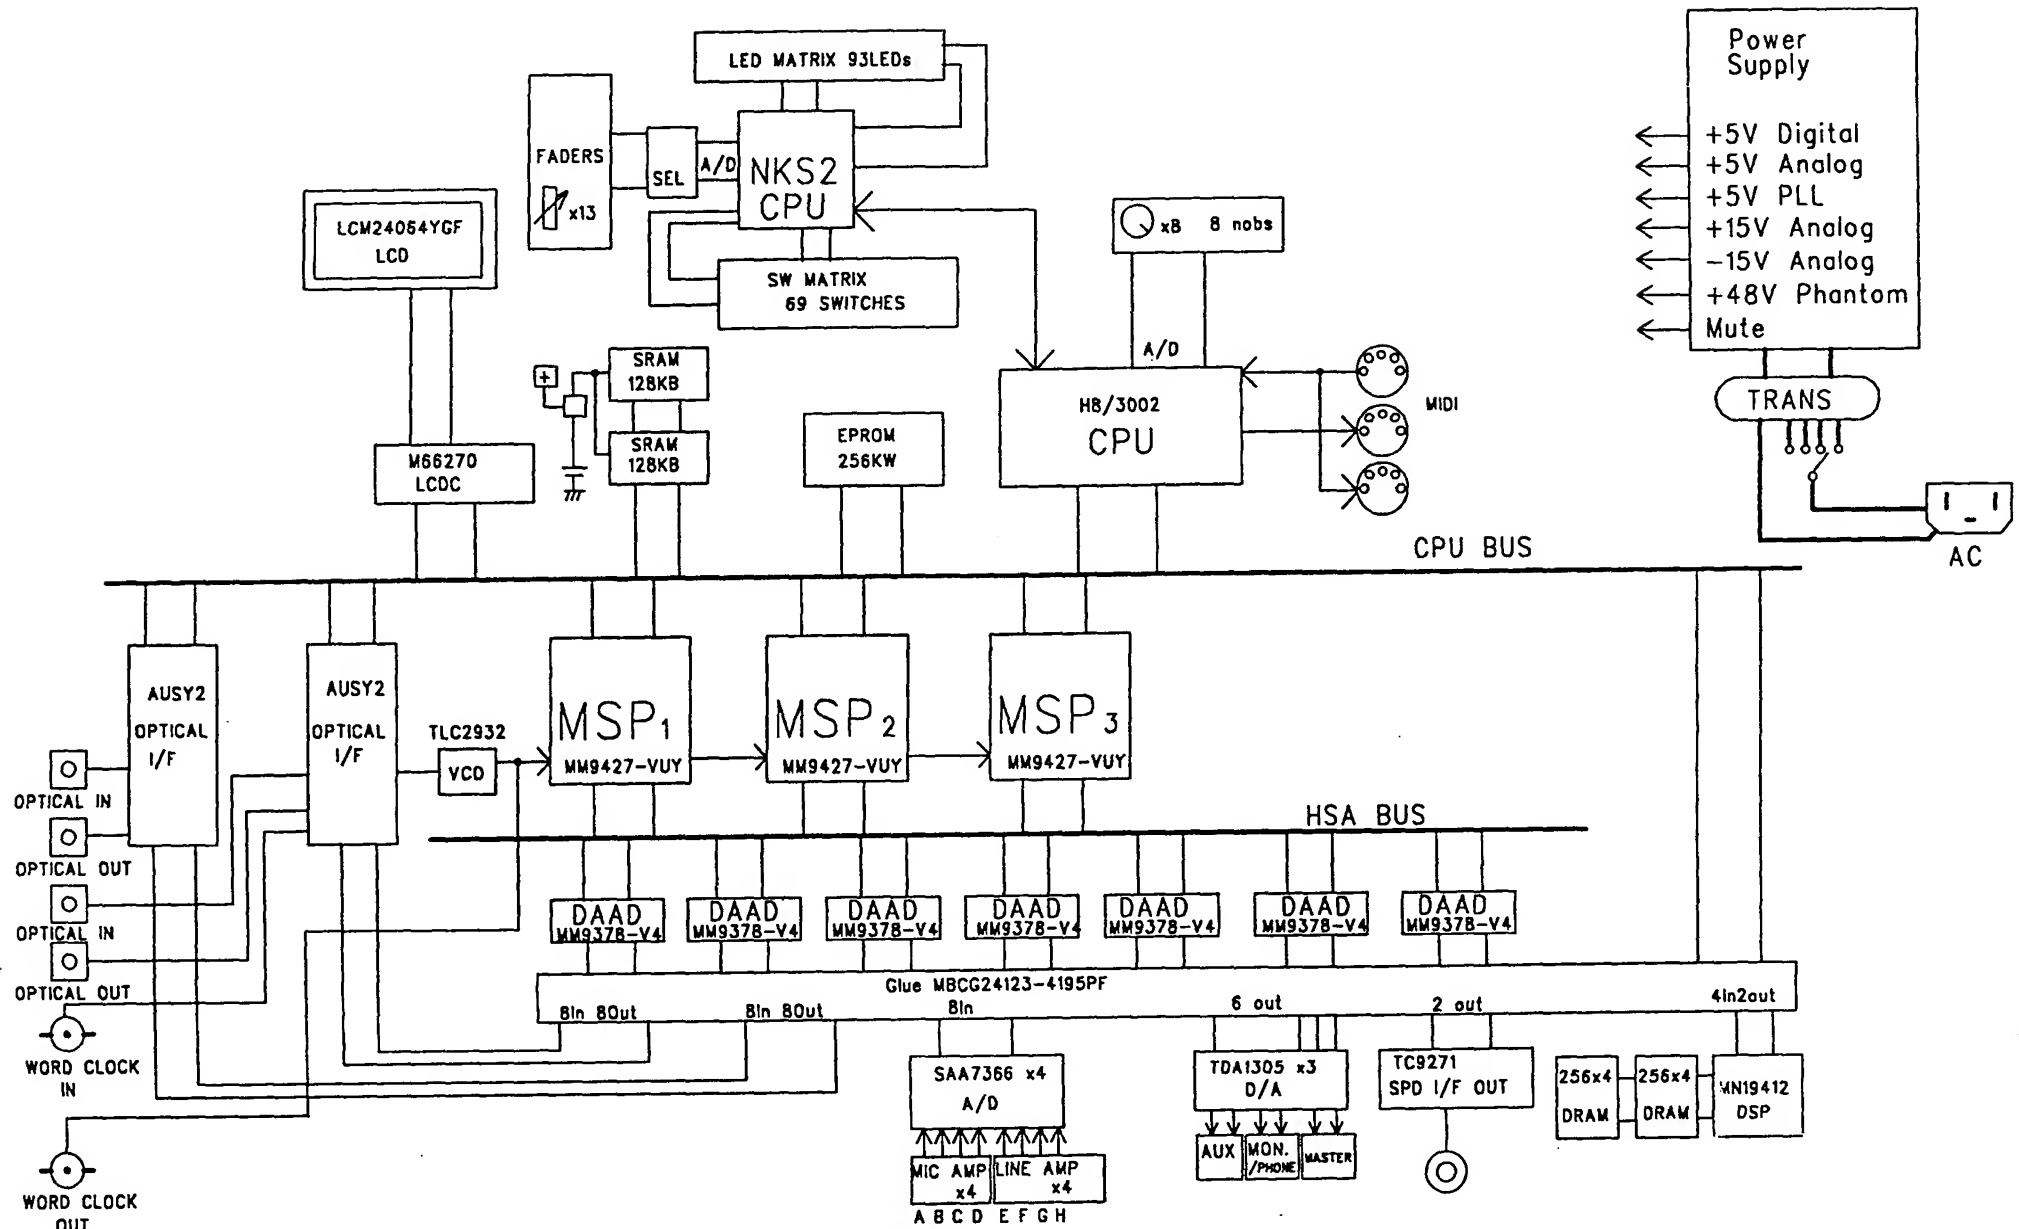 LED MATRIX 93LEDs
FADERS
x13
SEL
A/D
NKS2
CPU
SW MATRIX
69 SWITCHES
LCM24064YGF
LCD
M66270
LCDC
+
SRAM
128KB
SRAM
128KB
EPROM
256KW
x8 8 nobs
A/D
H8/3002
CPU
MIDI
Power
Supply
+5V Digital
+5V Analog
+5V PLL
+15V Analog
-15V Analog
+48V Phantom
Mute
TRANS
AC
CPU BUS
AUSY2
OPTICAL
I/F
AUSY2
OPTICAL
I/F
TLC2932
VCD
MSP1
MM9427-VUY
MSP2
MM9427-VUY
MSP3
MM9427-VUY
OPTICAL IN
OPTICAL OUT
OPTICAL IN
OPTICAL OUT
WORD CLOCK
IN
WORD CLOCK
OUT
HSA BUS
DAAD
MM9378-V4
DAAD
MM9378-V4
DAAD
MM9378-V4
DAAD
MM9378-V4
DAAD
MM9378-V4
DAAD
MM9378-V4
DAAD
MM9378-V4
Glue MBCG24123-4195PF
8In 8Out
8In 8Out
8In
6 out
2 out
4In2out
SAA7366 x4
A/D
MIC AMP
x4
LINE AMP
x4
A B C D E F G H
TDA1305 x3
D/A
AUX
MON.
/PHONE
MASTER
TC9271
SPD I/F OUT
256x4
DRAM
256x4
DRAM
MN19412
DSP